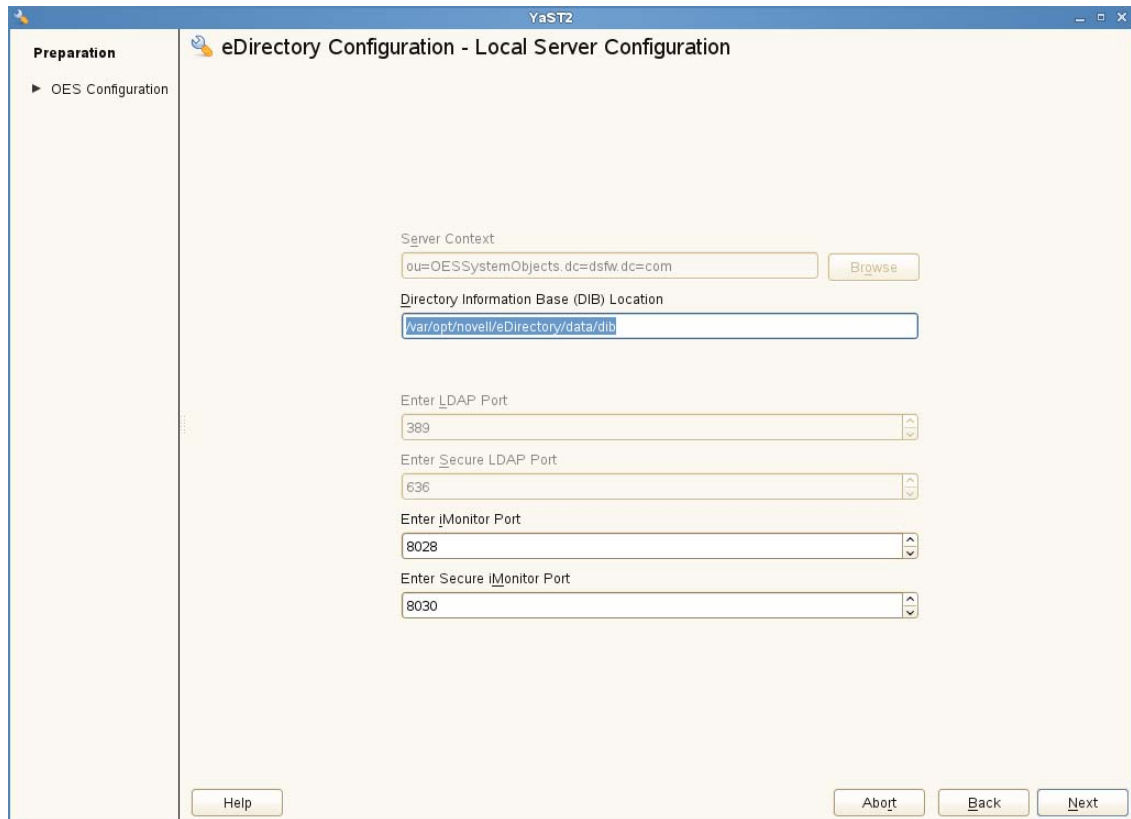 YaST2
Preparation
OES Configuration
eDirectory Configuration - Local Server Configuration
Server Context
ou=OESSystemObjects.dc=dsfw.dc=com
Browse
Directory Information Base (DIB) Location
/var/opt/novell/eDirectory/data/dib
Enter LDAP Port
389
Enter Secure LDAP Port
636
Enter iMonitor Port
8028
Enter Secure iMonitor Port
8030
Help
Abort
Back
Next